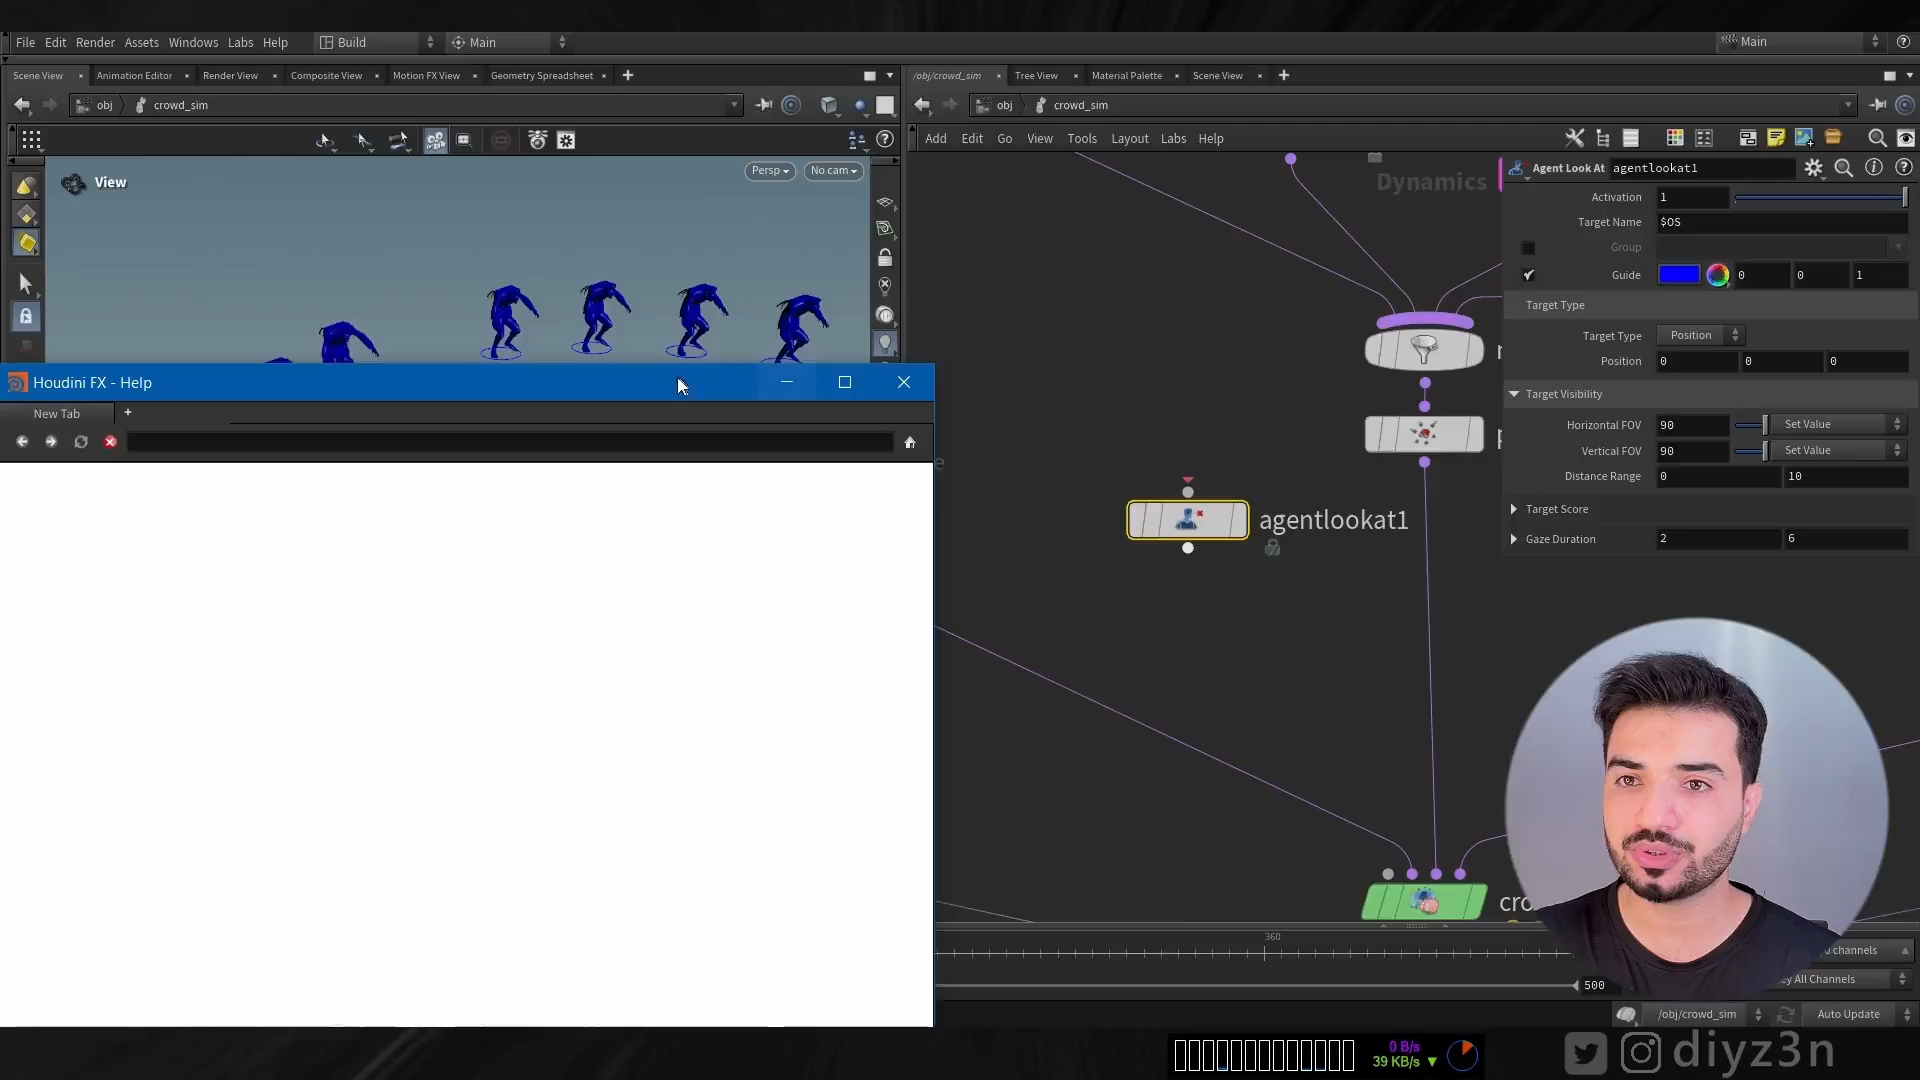 File Edit Render Assets Windows Labs Help Build Main Main
Scene View Animation Editor Render View Composite View Motion FX View Geometry Spreadsheet
/obj/crowd_sim Tree View Material Palette Scene View
obj crowd_sim
obj crowd_sim
Add Edit Go View Tools Layout Labs Help
View
Persp No cam
Dynamics
Agent Look At agentlookat1
Activation 1
Target Name $OS
Group
Guide 0 0 1
Target Type
Target Type Position
Position 0 0 0
Target Visibility
Horizontal FOV 90 Set Value
Vertical FOV 90 Set Value
Distance Range 0 10
Target Score
Gaze Duration 2 6
Houdini FX - Help
New Tab
agentlookat1
cro
360
500
0 channels
ey All Channels
/obj/crowd_sim Auto Update
0 B/s
39 KB/s
diyz3n